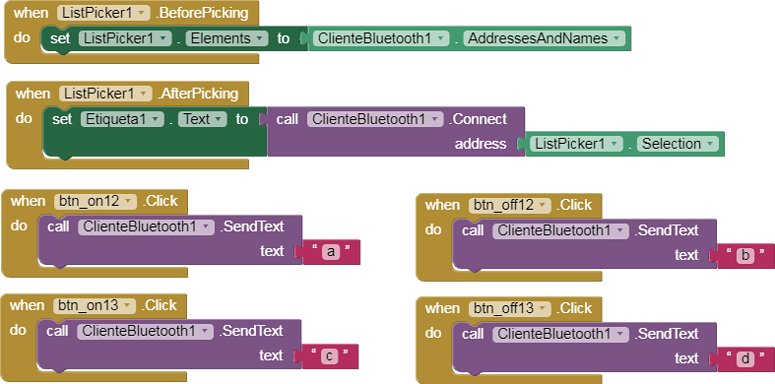 when ListPicker1 .BeforePicking
do set ListPicker1 . Elements to ClienteBluetooth1 . AddressesAndNames
when ListPicker1 .AfterPicking
do set Etiqueta1 . Text to call ClienteBluetooth1 .Connect
address ListPicker1 . Selection
when btn_on12 .Click
do call ClienteBluetooth1 .SendText
text " a "
when btn_off12 .Click
do call ClienteBluetooth1 .SendText
text " b "
when btn_on13 .Click
do call ClienteBluetooth1 .SendText
text " c "
when btn_off13 .Click
do call ClienteBluetooth1 .SendText
text " d "